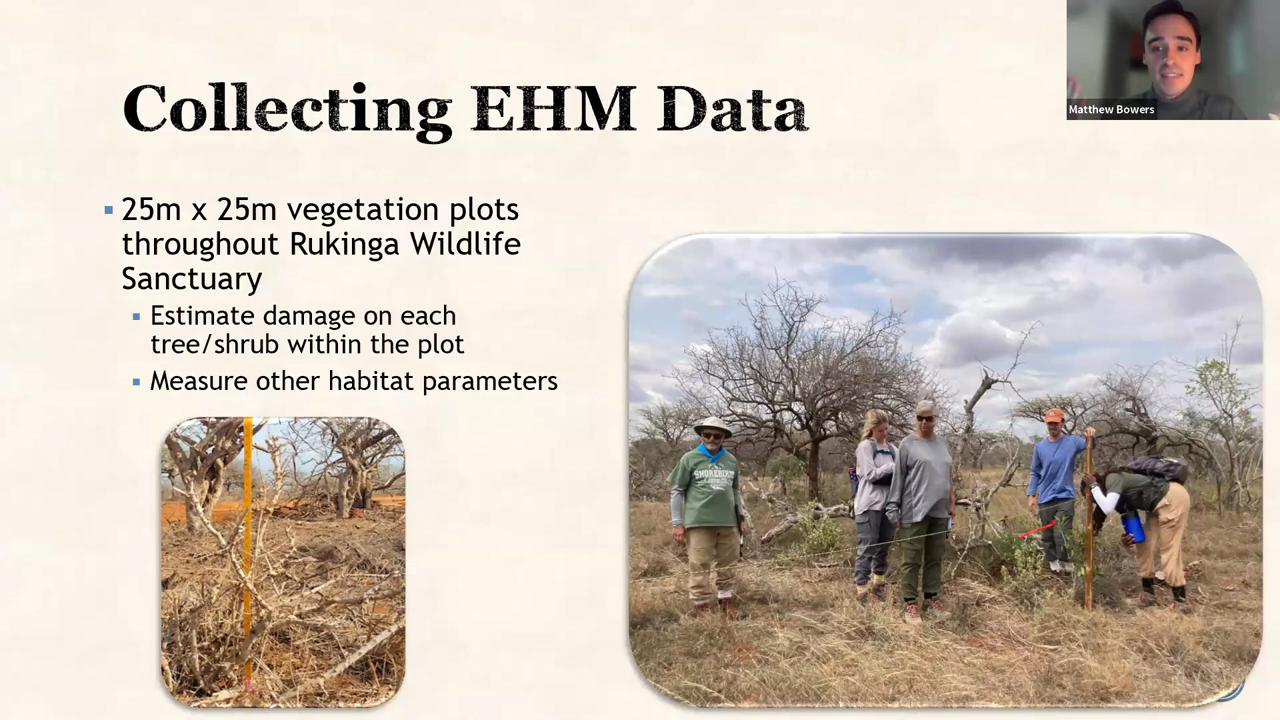 Collecting EHM Data
Matthew Bowers
25m x 25m vegetation plots
throughout Rukinga Wildlife
Sanctuary
Estimate damage on each
tree/shrub within the plot
Measure other habitat parameters